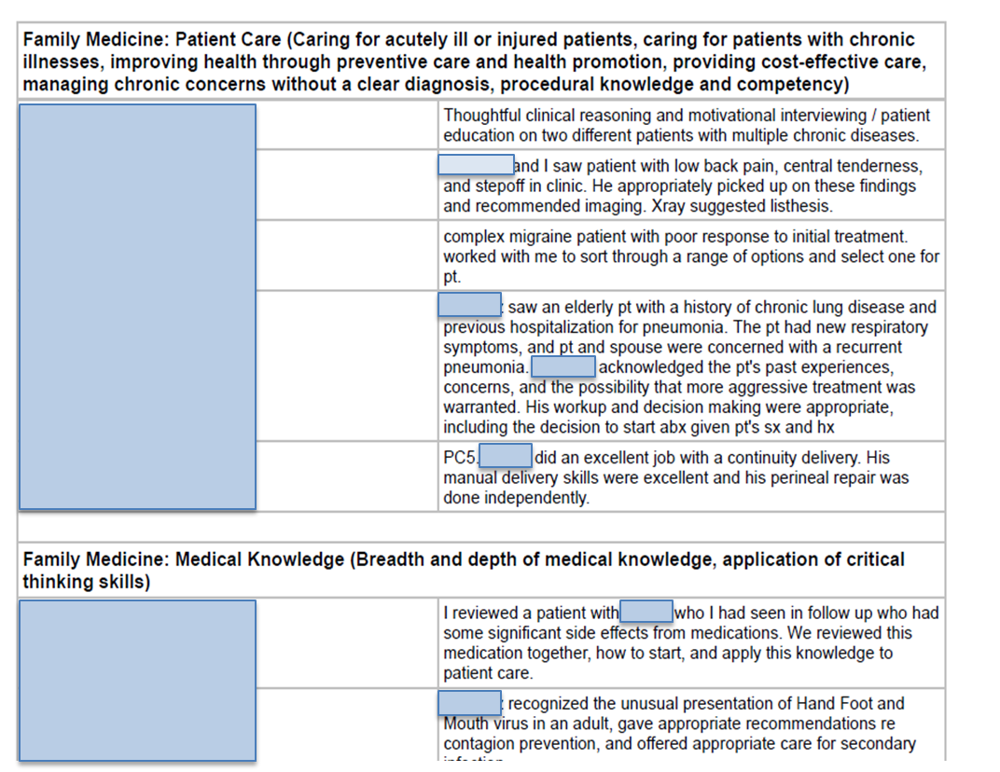 Family Medicine: Patient Care (Caring for acutely ill or injured patients, caring for patients with chronic
illnesses, improving health through preventive care and health promotion, providing cost-effective care,
managing chronic concerns without a clear diagnosis, procedural knowledge and competency)
Thoughtful clinical reasoning and motivational interviewing / patient
education on two different patients with multiple chronic diseases.
and I saw patient with low back pain, central tenderness,
and stepoff in clinic. He appropriately picked up on these findings
and recommended imaging. Xray suggested listhesis.
complex migraine patient with poor response to initial treatment.
worked with me to sort through a range of options and select one for
pt.
saw an elderly pt with a history of chronic lung disease and
previous hospitalization for pneumonia. The pt had new respiratory
symptoms, and pt and spouse were concerned with a recurrent
pneumonia. acknowledged the pt's past experiences,
concerns, and the possibility that more aggressive treatment was
warranted. His workup and decision making were appropriate,
including the decision to start abx given pt's sx and hx
PC5. did an excellent job with a continuity delivery. His
manual delivery skills were excellent and his perineal repair was
done independently.
Family Medicine: Medical Knowledge (Breadth and depth of medical knowledge, application of critical
thinking skills)
I reviewed a patient with who I had seen in follow up who had
some significant side effects from medications. We reviewed this
medication together, how to start, and apply this knowledge to
patient care.
recognized the unusual presentation of Hand Foot and
Mouth virus in an adult, gave appropriate recommendations re
contagion prevention, and offered appropriate care for secondary